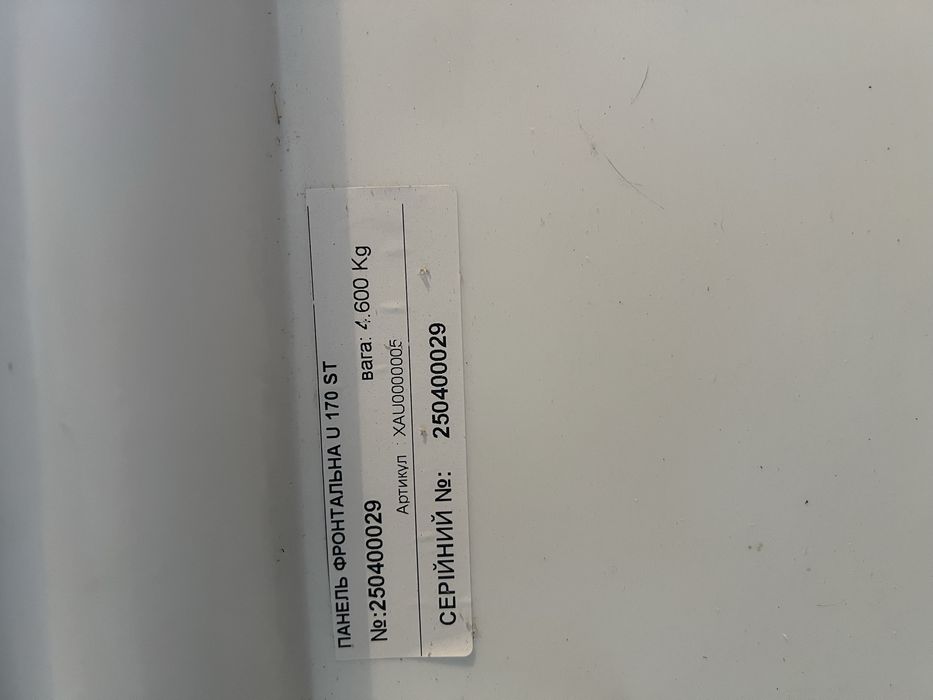 ПАНЕЛЬ ФРОНТАЛЬНА U 170 ST
№:250400029 вага: 4.600 Kg
Артикул : XAU0000005
СЕРІЙНИЙ №: 250400029